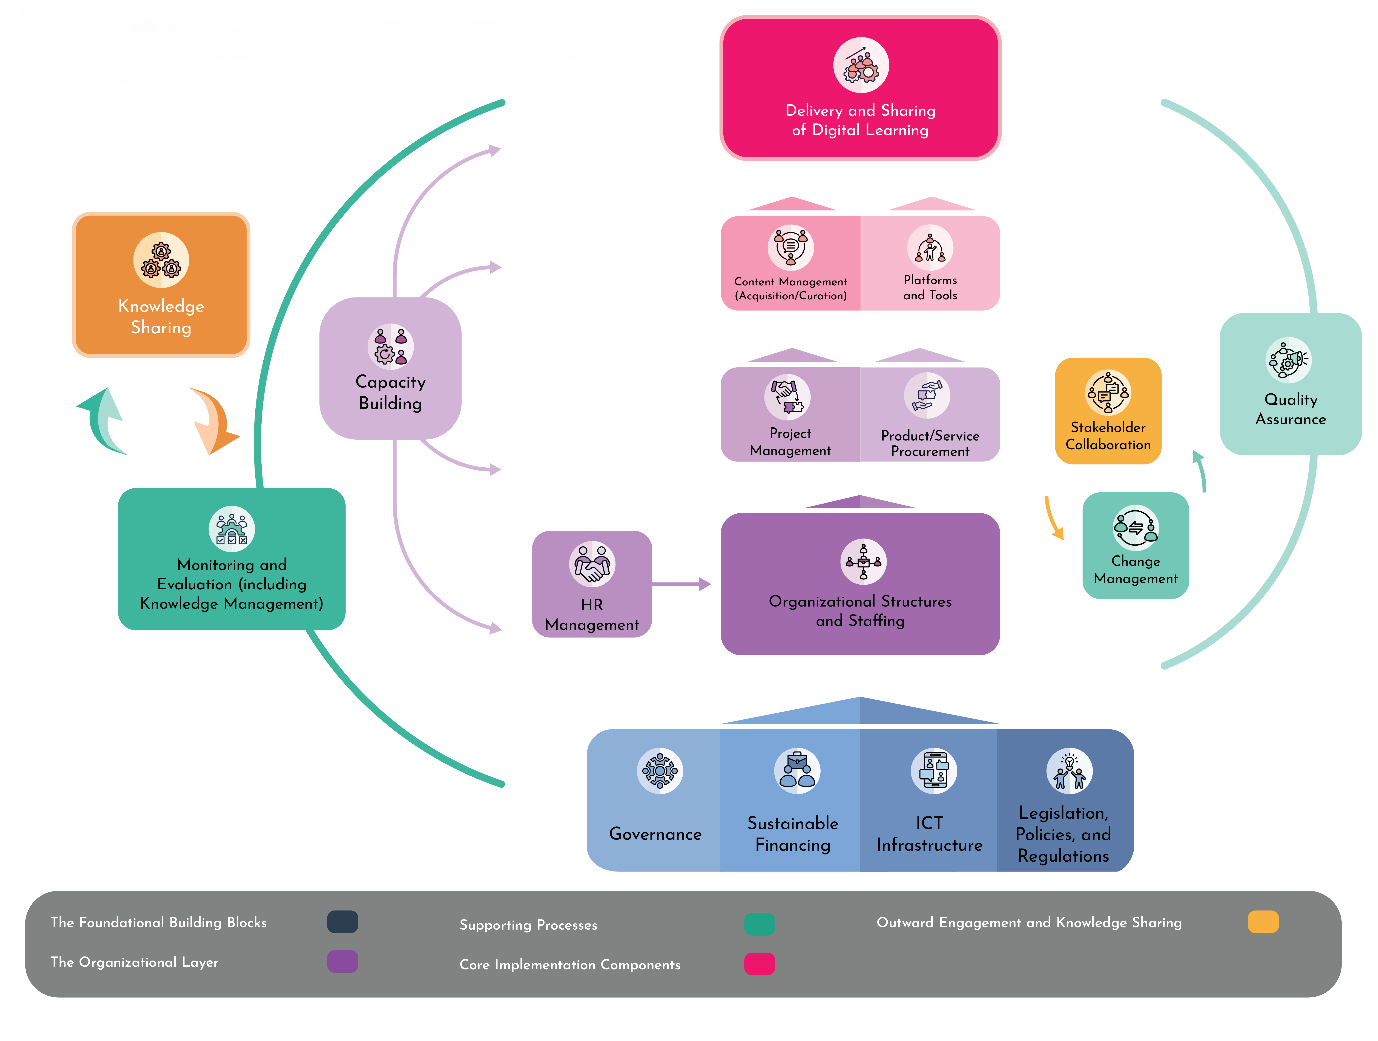 Delivery and Sharing
of Digital Learning
Content Management
(Acquisition/Curation)
Platforms
and Tools
Knowledge
Sharing
Capacity
Building
Project
Management
Product/Service
Procurement
Stakeholder
Collaboration
Quality
Assurance
Monitoring and
Evaluation (including
Knowledge Management)
HR
Management
Organizational Structures
and Staffing
Change
Management
Governance
Sustainable
Financing
ICT
Infrastructure
Legislation,
Policies, and
Regulations
The Foundational Building Blocks
The Organizational Layer
Supporting Processes
Core Implementation Components
Outward Engagement and Knowledge Sharing